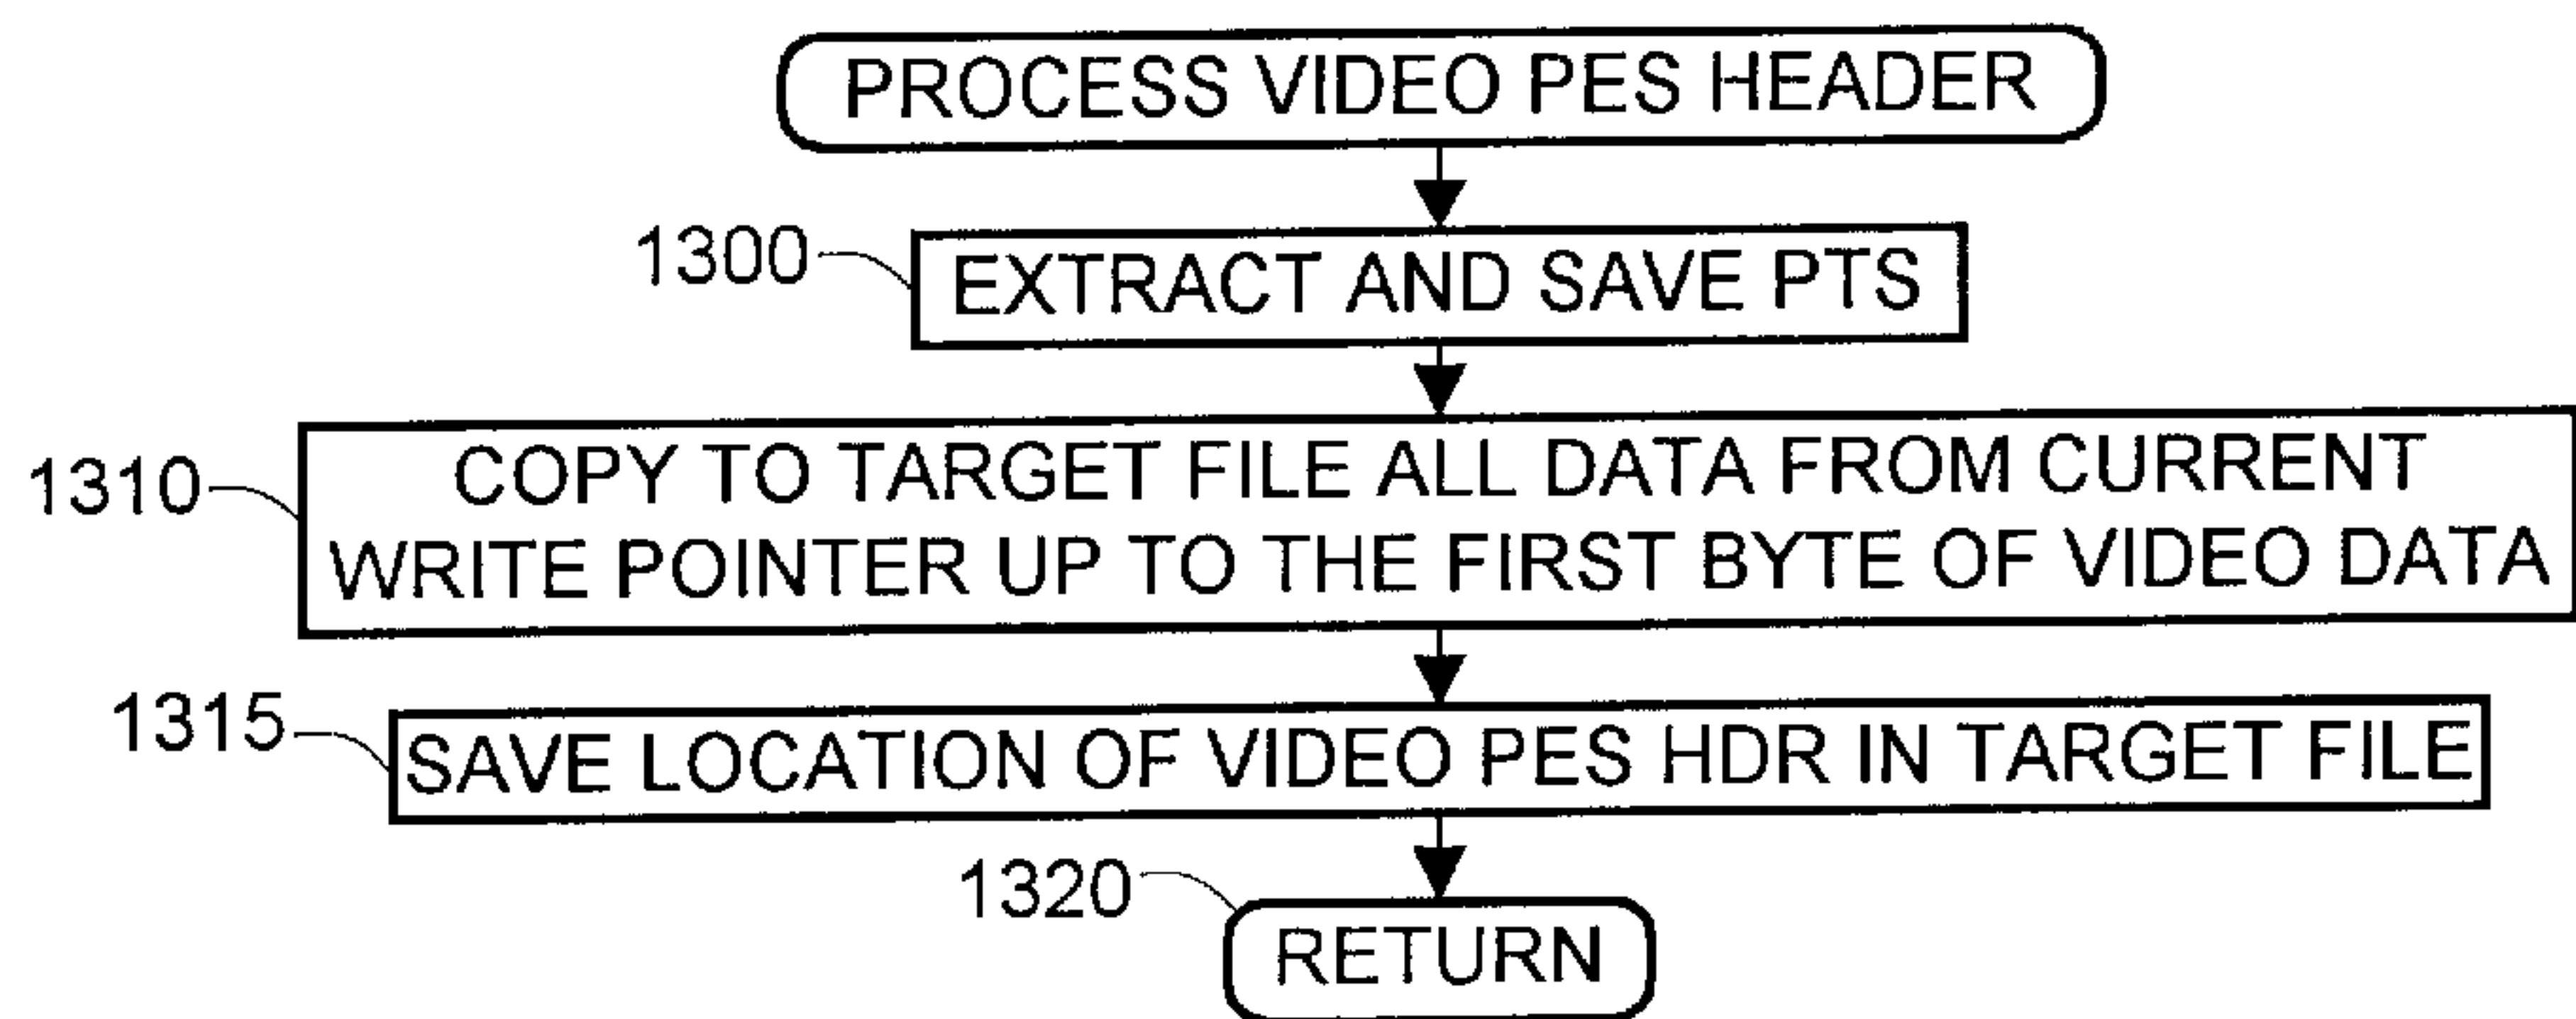 PROCESS VIDEO PES HEADER
1300
EXTRACT AND SAVE PTS
1310
COPY TO TARGET FILE ALL DATA FROM CURRENT
WRITE POINTER UP TO THE FIRST BYTE OF VIDEO DATA
1315
SAVE LOCATION OF VIDEO PES HDR IN TARGET FILE
1320
RETURN